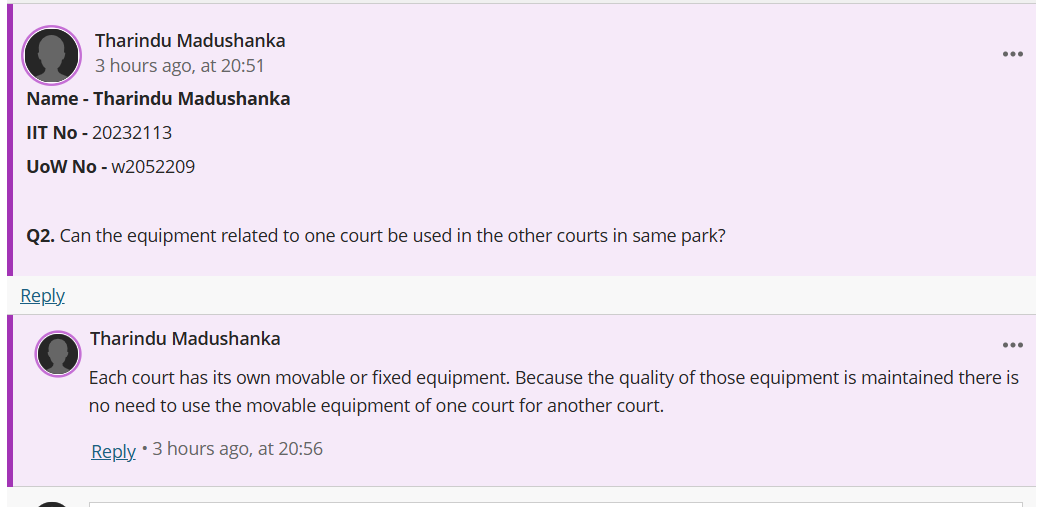 Tharindu Madushanka
3 hours ago, at 20:51
Name - Tharindu Madushanka
IIT No - 20232113
UoW No - w2052209
Q2. Can the equipment related to one court be used in the other courts in same park?
Reply
Tharindu Madushanka
Each court has its own movable or fixed equipment. Because the quality of those equipment is maintained there is
no need to use the movable equipment of one court for another court.
Reply • 3 hours ago, at 20:56